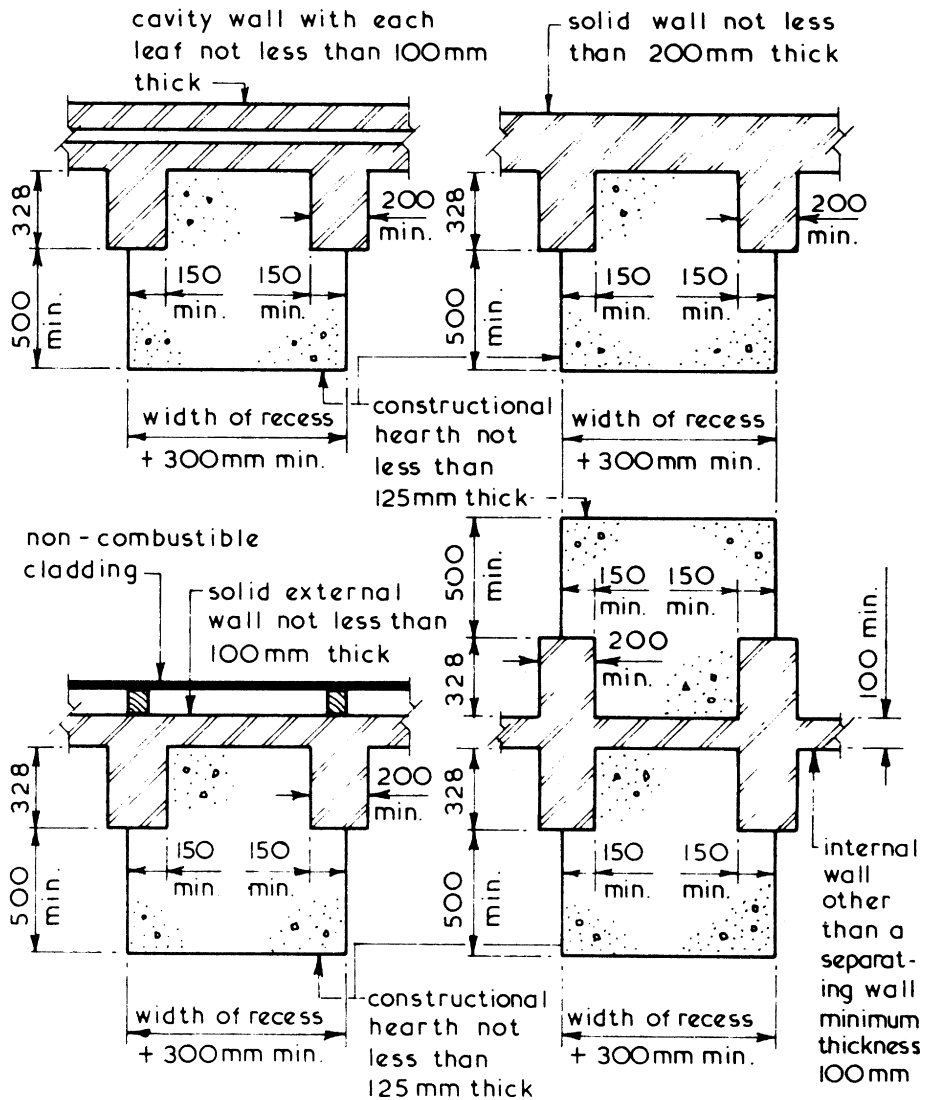 cavity wall with each
leaf not less than 100mm
thick
solid wall not less
than 200mm thick
328
200
min.
150
min.
150
min.
500
min.
width of recess
+ 300mm min.
328
200
min.
150
min.
150
min.
500
min.
constructional
hearth not
less than
125mm thick
width of recess
+ 300mm min.
non-combustible
cladding
solid external
wall not less than
100mm thick
328
200
min.
150
min.
150
min.
500
min.
width of recess
+ 300mm min.
500
min.
150
min.
150
min.
200
min.
328
100 min.
328
150
min.
150
min.
500
min.
constructional
hearth not
less than
125mm thick
width of recess
+ 300mm min.
internal
wall
other
than a
separat-
ing wall
minimum
thickness
100mm